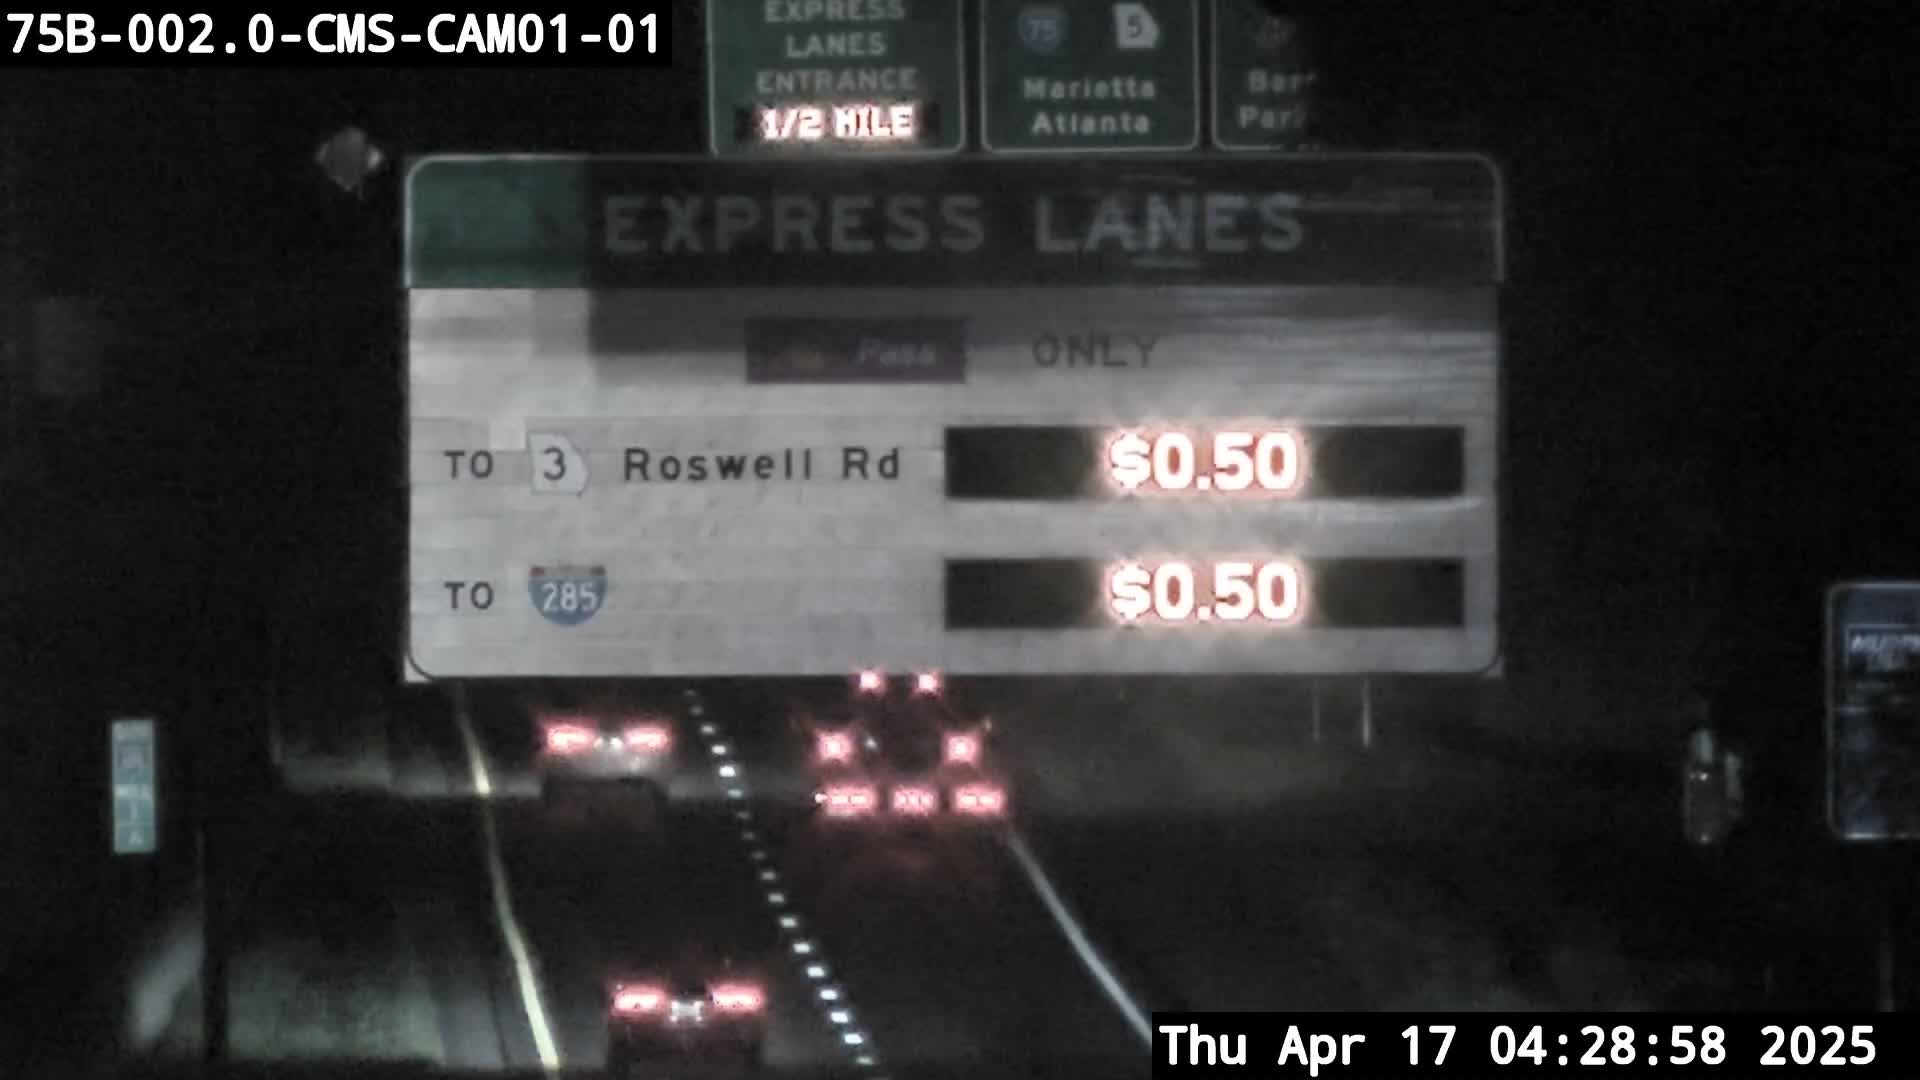 75B-002.0-CMS-CAM01-01
EXPRESS
LANES
ENTRANCE
1/2 MILE
75 5
Marietta
Atlanta
EXPRESS LANES
Pass ONLY
TO 3 Roswell Rd $0.50
TO 285 $0.50
Thu Apr 17 04:28:58 2025